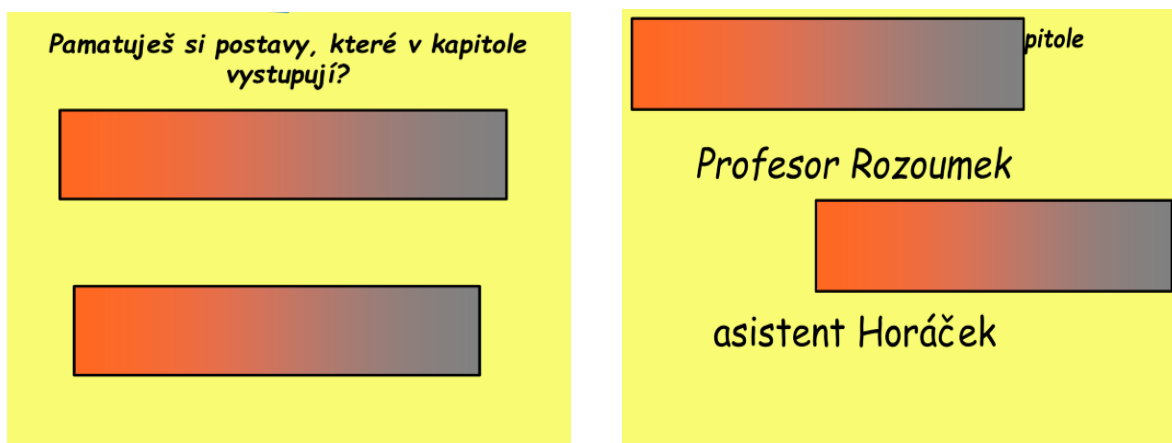 Pamatuješ si postavy, které v kapitole
vystupují?
pitole
Profesor Rozoumek
asistent Horáček